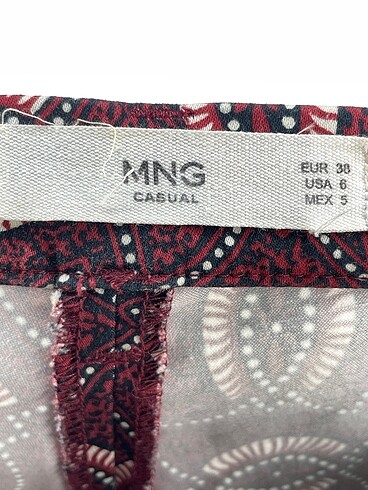 MNG
CASUAL
EUR 38
USA 6
MEX 5